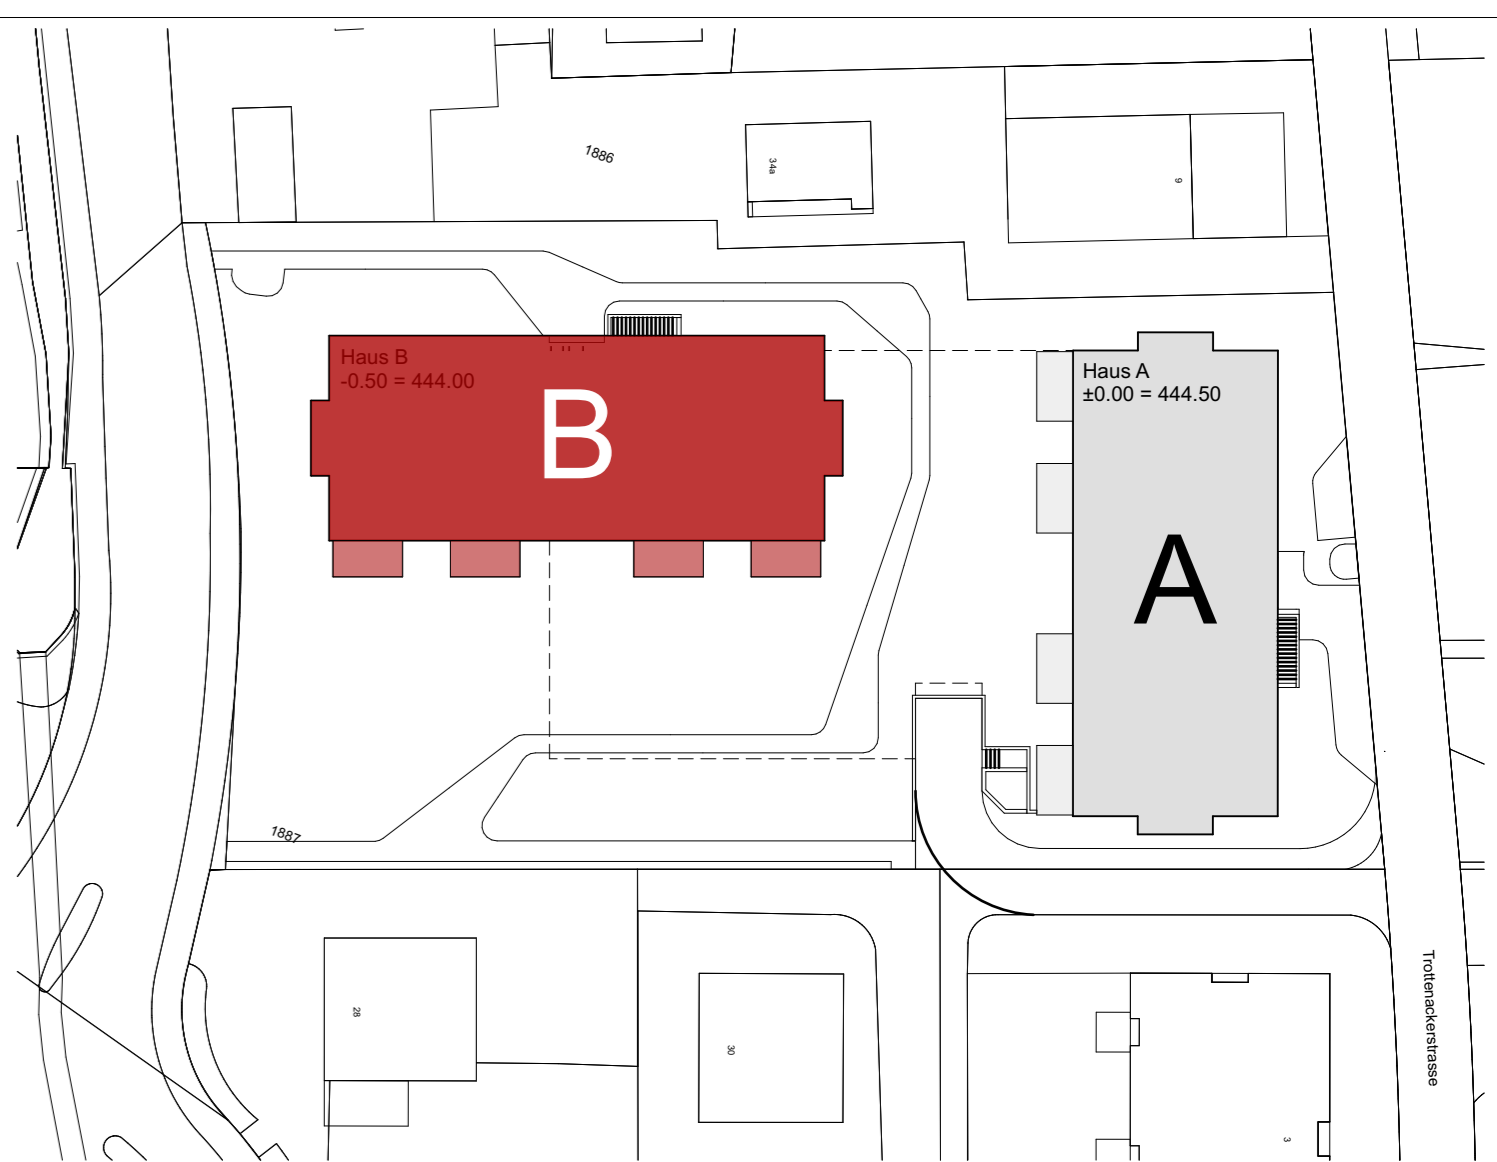 1886
34a
9
Haus B
-0.50 = 444.00
B
Haus A
±0.00 = 444.50
A
1887
28
30
3
Trottenackerstrasse